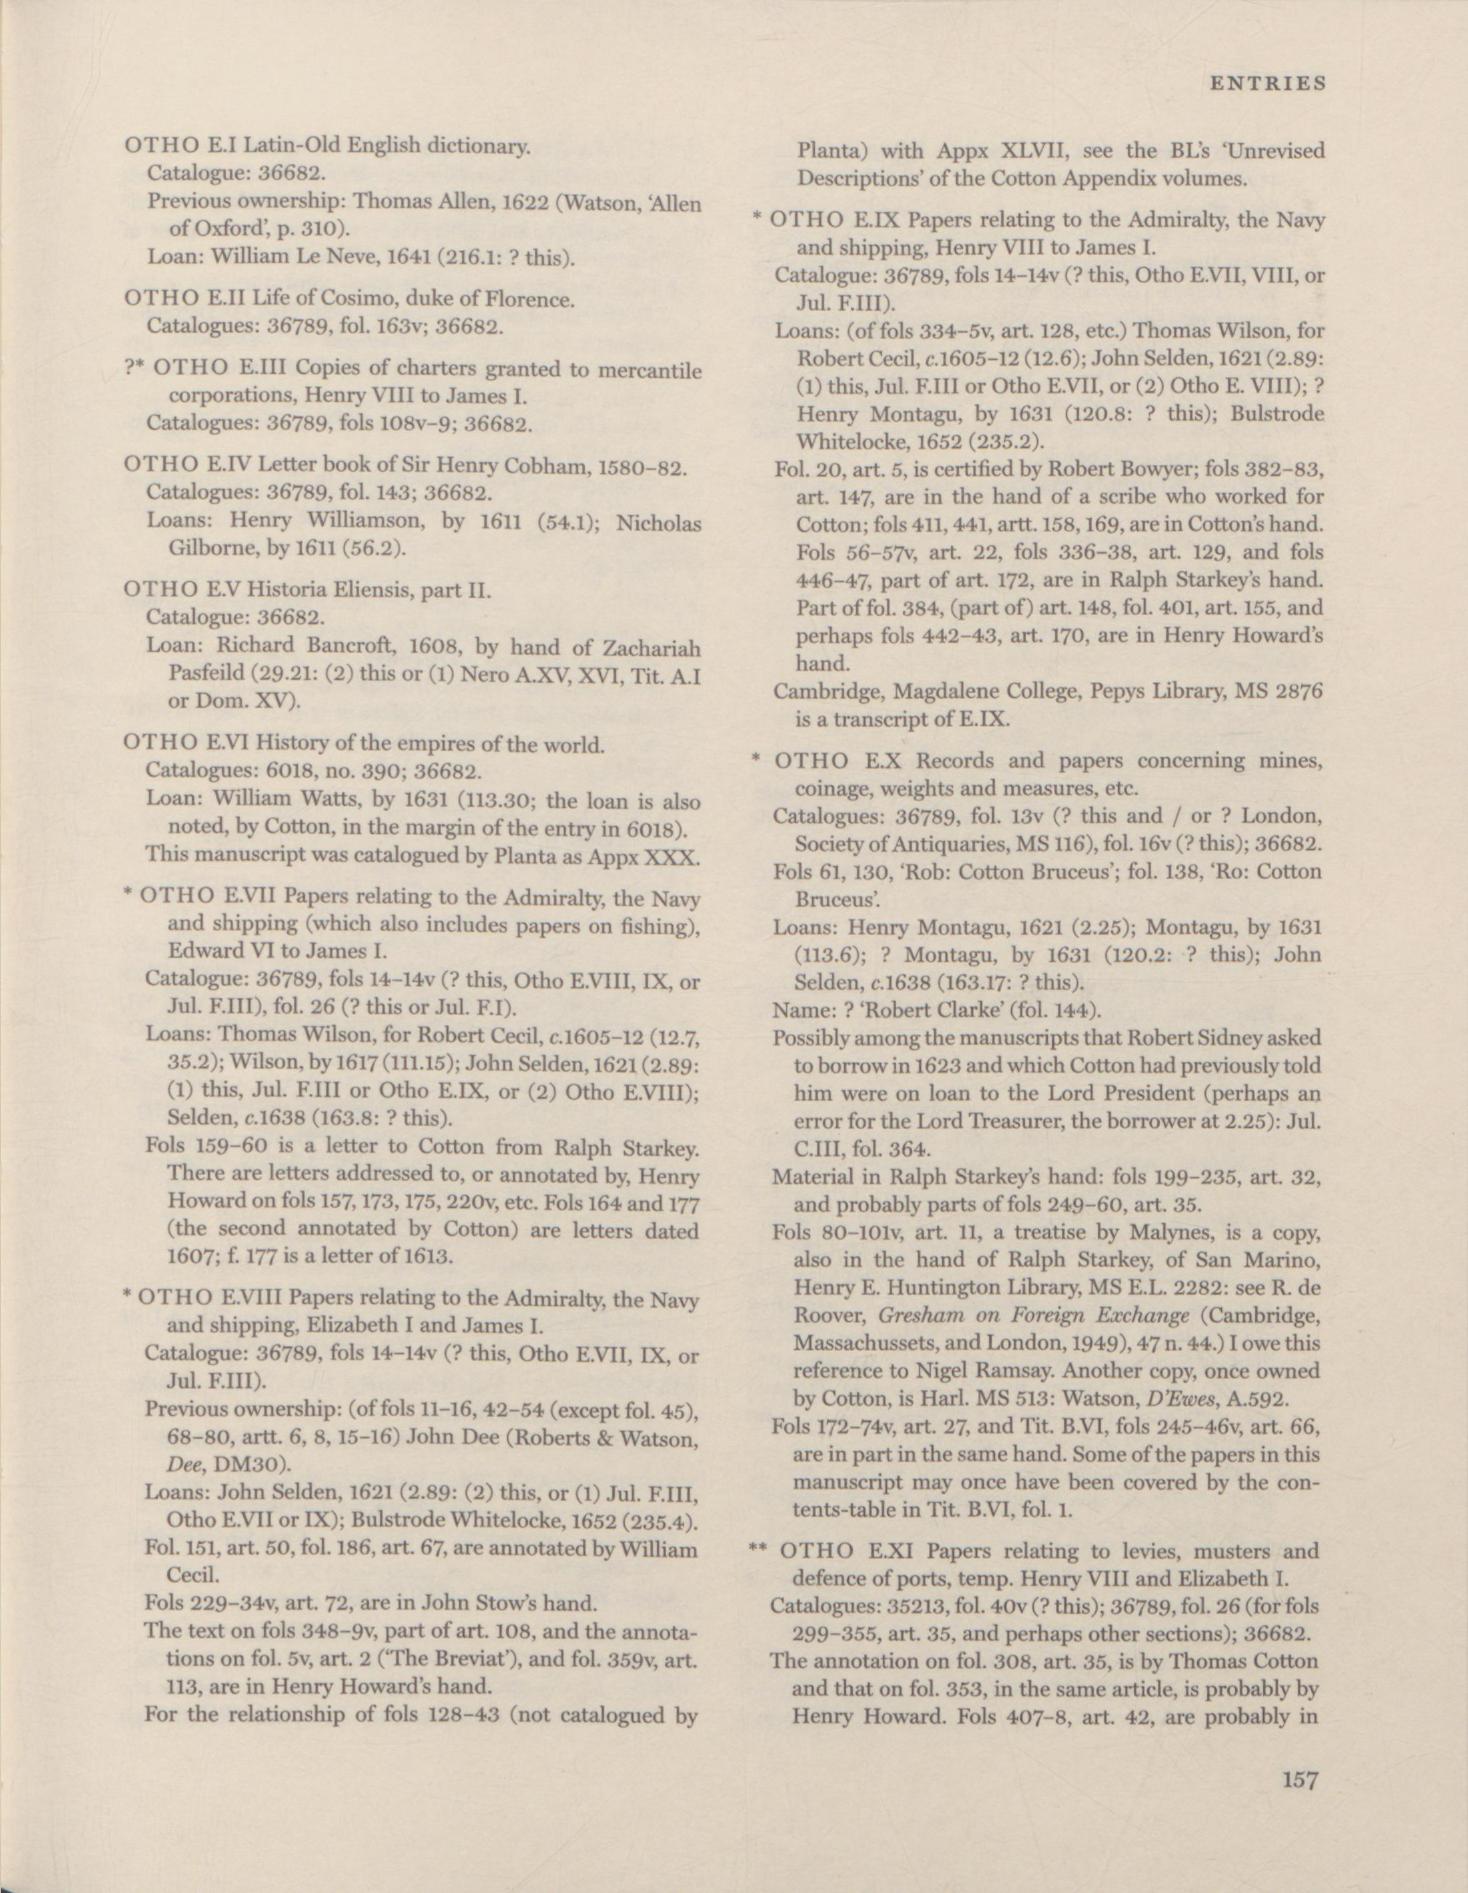 ENTRIES
OTHO E.I Latin-Old English dictionary.
Catalogue: 36682.
Previous ownership: Thomas Allen, 1622 (Watson, ‘Allen
of Oxford’, p. 310).
Loan: William Le Neve, 1641 (216.1: ? this).
OTHO E.II Life of Cosimo, duke of Florence.
Catalogues: 36789, fol. 163v; 36682.
?* OTHO E.III Copies of charters granted to mercantile
corporations, Henry VIII to James I.
Catalogues: 36789, fols 108v–9; 36682.
OTHO E.IV Letter book of Sir Henry Cobham, 1580–82.
Catalogues: 36789, fol. 143; 36682.
Loans: Henry Williamson, by 1611 (54.1); Nicholas
Gilborne, by 1611 (56.2).
OTHO E.V Historia Eliensis, part II.
Catalogue: 36682.
Loan: Richard Bancroft, 1608, by hand of Zachariah
Pasfeild (29.21: (2) this or (1) Nero A.XV, XVI, Tit. A.I
or Dom. XV).
OTHO E.VI History of the empires of the world.
Catalogues: 6018, no. 390; 36682.
Loan: William Watts, by 1631 (113.30; the loan is also
noted, by Cotton, in the margin of the entry in 6018).
This manuscript was catalogued by Planta as Appx XXX.
* OTHO E.VII Papers relating to the Admiralty, the Navy
and shipping (which also includes papers on fishing),
Edward VI to James I.
Catalogue: 36789, fols 14–14v (? this, Otho E.VIII, IX, or
Jul. F.III), fol. 26 (? this or Jul. F.I).
Loans: Thomas Wilson, for Robert Cecil, c.1605–12 (12.7,
35.2); Wilson, by 1617 (111.15); John Selden, 1621 (2.89:
(1) this, Jul. F.III or Otho E.IX, or (2) Otho E.VIII);
Selden, c.1638 (163.8: ? this).
Fols 159–60 is a letter to Cotton from Ralph Starkey.
There are letters addressed to, or annotated by, Henry
Howard on fols 157, 173, 175, 220v, etc. Fols 164 and 177
(the second annotated by Cotton) are letters dated
1607; f. 177 is a letter of 1613.
* OTHO E.VIII Papers relating to the Admiralty, the Navy
and shipping, Elizabeth I and James I.
Catalogue: 36789, fols 14–14v (? this, Otho E.VII, IX, or
Jul. F.III).
Previous ownership: (of fols 11–16, 42–54 (except fol. 45),
68–80, artt. 6, 8, 15–16) John Dee (Roberts & Watson,
Dee, DM30).
Loans: John Selden, 1621 (2.89: (2) this, or (1) Jul. F.III,
Otho E.VII or IX); Bulstrode Whitelocke, 1652 (235.4).
Fol. 151, art. 50, fol. 186, art. 67, are annotated by William
Cecil.
Fols 229–34v, art. 72, are in John Stow’s hand.
The text on fols 348–9v, part of art. 108, and the annota-
tions on fol. 5v, art. 2 (‘The Breviat’), and fol. 359v, art.
113, are in Henry Howard’s hand.
For the relationship of fols 128–43 (not catalogued by
Planta) with Appx XLVII, see the BL’s ‘Unrevised
Descriptions’ of the Cotton Appendix volumes.
* OTHO E.IX Papers relating to the Admiralty, the Navy
and shipping, Henry VIII to James I.
Catalogue: 36789, fols 14–14v (? this, Otho E.VII, VIII, or
Jul. F.III).
Loans: (of fols 334–5v, art. 128, etc.) Thomas Wilson, for
Robert Cecil, c.1605–12 (12.6); John Selden, 1621 (2.89:
(1) this, Jul. F.III or Otho E.VII, or (2) Otho E. VIII); ?
Henry Montagu, by 1631 (120.8: ? this); Bulstrode
Whitelocke, 1652 (235.2).
Fol. 20, art. 5, is certified by Robert Bowyer; fols 382–83,
art. 147, are in the hand of a scribe who worked for
Cotton; fols 411, 441, artt. 158, 169, are in Cotton’s hand.
Fols 56–57v, art. 22, fols 336–38, art. 129, and fols
446–47, part of art. 172, are in Ralph Starkey’s hand.
Part of fol. 384, (part of) art. 148, fol. 401, art. 155, and
perhaps fols 442–43, art. 170, are in Henry Howard’s
hand.
Cambridge, Magdalene College, Pepys Library, MS 2876
is a transcript of E.IX.
* OTHO E.X Records and papers concerning mines,
coinage, weights and measures, etc.
Catalogues: 36789, fol. 13v (? this and / or ? London,
Society of Antiquaries, MS 116), fol. 16v (? this); 36682.
Fols 61, 130, ‘Rob: Cotton Bruceus’; fol. 138, ‘Ro: Cotton
Bruceus’.
Loans: Henry Montagu, 1621 (2.25); Montagu, by 1631
(113.6); ? Montagu, by 1631 (120.2: ? this); John
Selden, c.1638 (163.17: ? this).
Name: ? ‘Robert Clarke’ (fol. 144).
Possibly among the manuscripts that Robert Sidney asked
to borrow in 1623 and which Cotton had previously told
him were on loan to the Lord President (perhaps an
error for the Lord Treasurer, the borrower at 2.25): Jul.
C.III, fol. 364.
Material in Ralph Starkey’s hand: fols 199–235, art. 32,
and probably parts of fols 249–60, art. 35.
Fols 80–101v, art. 11, a treatise by Malynes, is a copy,
also in the hand of Ralph Starkey, of San Marino,
Henry E. Huntington Library, MS E.L. 2282: see R. de
Roover, Gresham on Foreign Exchange (Cambridge,
Massachussets, and London, 1949), 47 n. 44.) I owe this
reference to Nigel Ramsay. Another copy, once owned
by Cotton, is Harl. MS 513: Watson, D’Ewes, A.592.
Fols 172–74v, art. 27, and Tit. B.VI, fols 245–46v, art. 66,
are in part in the same hand. Some of the papers in this
manuscript may once have been covered by the con-
tents-table in Tit. B.VI, fol. 1.
** OTHO E.XI Papers relating to levies, musters and
defence of ports, temp. Henry VIII and Elizabeth I.
Catalogues: 35213, fol. 40v (? this); 36789, fol. 26 (for fols
299–355, art. 35, and perhaps other sections); 36682.
The annotation on fol. 308, art. 35, is by Thomas Cotton
and that on fol. 353, in the same article, is probably by
Henry Howard. Fols 407–8, art. 42, are probably in
157